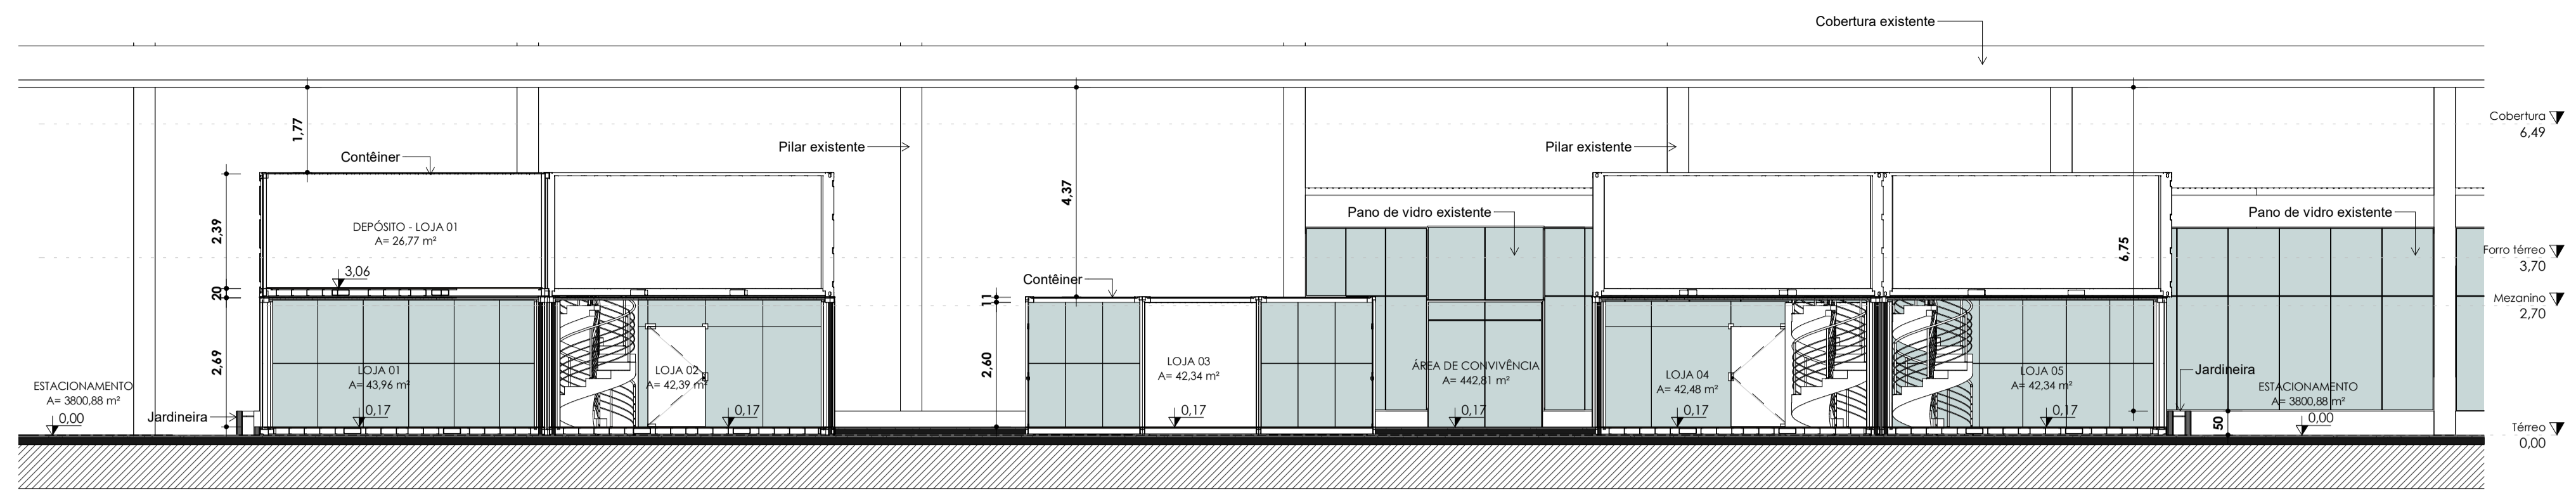 Cobertura existente
Cobertura
6,49
1,77
Pilar existente
Pilar existente
Contêiner
4,37
Pano de vidro existente
Pano de vidro existente
DEPÓSITO - LOJA 01
A= 26,77 m²
2,39
6,75
Forro térreo
3,70
3,06
Contêiner
20
11
Mezanino
2,70
2,69
2,60
LOJA 01
A= 43,96 m²
LOJA 02
A= 42,39 m²
LOJA 03
A= 42,34 m²
ÁREA DE CONVIVÊNCIA
A= 442,81 m²
LOJA 04
A= 42,48 m²
LOJA 05
A= 42,34 m²
Jardineira
ESTACIONAMENTO
A= 3800,88 m²
ESTACIONAMENTO
A= 3800,88 m²
Jardineira
0,00
0,17
0,17
0,17
0,17
0,17
0,17
50
0,00
Térreo
0,00